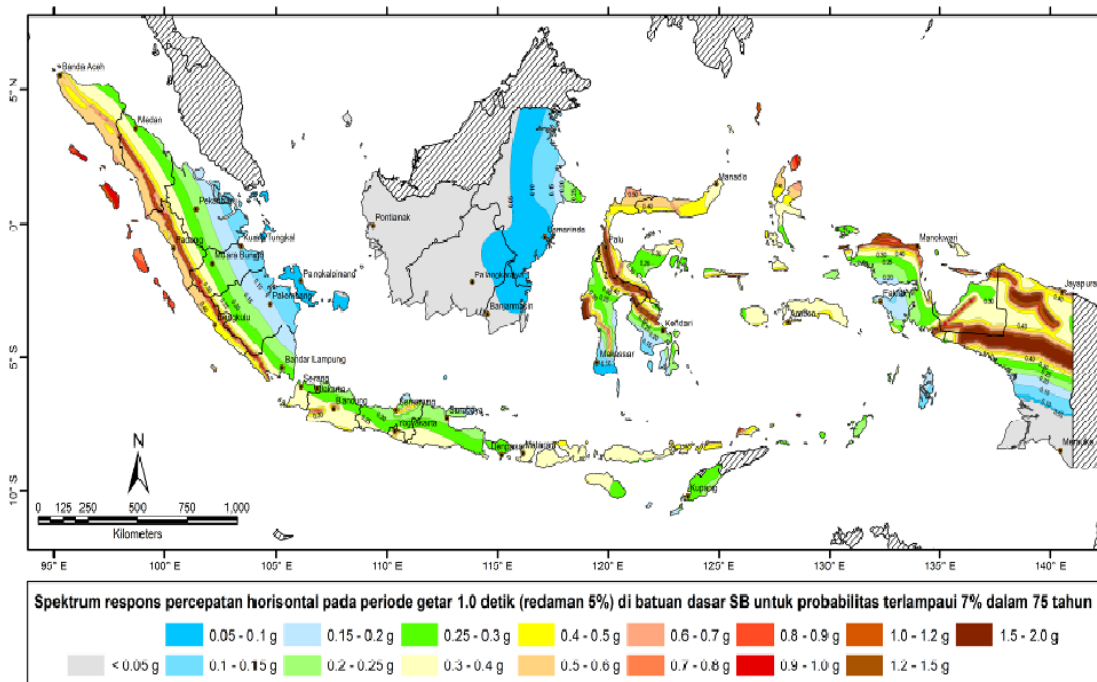 Banda Aceh
5°N
Medan
Manado
Pekanbaru
Pontianak
Samarinda
0°
Padang
Kuala Tungkal
Muara Bungo
Palu
Manokwari
Pangkalpinang
Palangkaraya
Palembang
Jayapura
Bengkulu
Banjarmasin
Fakfak
Ambon
Kendari
Bandar Lampung
Makassar
5°S
Serang
Jakarta
Bandung
Semarang
Surabaya
Yogyakarta
Denpasar
Mataram
Merauke
N
Kupang
10°S
0 125 250 500 750 1,000
Kilometers
95° E 100° E 105° E 110° E 115° E 120° E 125° E 130° E 135° E 140° E
Spektrum respons percepatan horisontal pada periode getar 1.0 detik (redaman 5%) di batuan dasar SB untuk probabilitas terlampaui 7% dalam 75 tahun
0.05 - 0.1 g 0.15 - 0.2 g 0.25 - 0.3 g 0.4 - 0.5 g 0.6 - 0.7 g 0.8 - 0.9 g 1.0 - 1.2 g 1.5 - 2.0 g
< 0.05 g 0.1 - 0.15 g 0.2 - 0.25 g 0.3 - 0.4 g 0.5 - 0.6 g 0.7 - 0.8 g 0.9 - 1.0 g 1.2 - 1.5 g